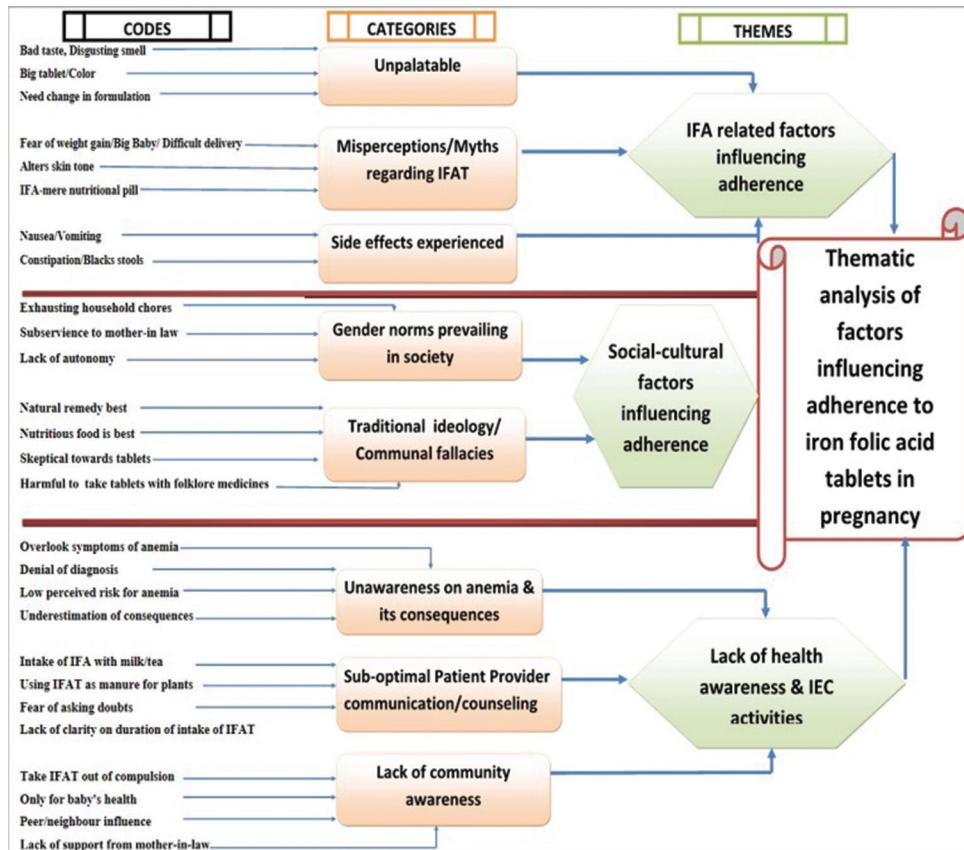 CODES
CATEGORIES
THEMES
Bad taste, Disgusting smell
Big tablet/Color
Need change in formulation
Unpalatable
Fear of weight gain/Big Baby/ Difficult delivery
Alters skin tone
IFA-mere nutritional pill
Misperceptions/Myths
regarding IFAT
Nausea/Vomiting
Constipation/Blacks stools
Side effects experienced
IFA related factors
influencing
adherence
Exhausting household chores
Subservience to mother-in law
Lack of autonomy
Gender norms prevailing
in society
Natural remedy best
Nutritious food is best
Skeptical towards tablets
Harmful to take tablets with folklore medicines
Traditional ideology/
Communal fallacies
Social-cultural
factors
influencing
adherence
Overlook symptoms of anemia
Denial of diagnosis
Low perceived risk for anemia
Underestimation of consequences
Unawareness on anemia &
its consequences
Intake of IFA with milk/tea
Using IFAT as manure for plants
Fear of asking doubts
Lack of clarity on duration of intake of IFAT
Sub-optimal Patient Provider
communication/counseling
Take IFAT out of compulsion
Only for baby's health
Peer/neighbour influence
Lack of support from mother-in-law
Lack of community
awareness
Lack of health
awareness & IEC
activities
Thematic
analysis of
factors
influencing
adherence to
iron folic acid
tablets in
pregnancy